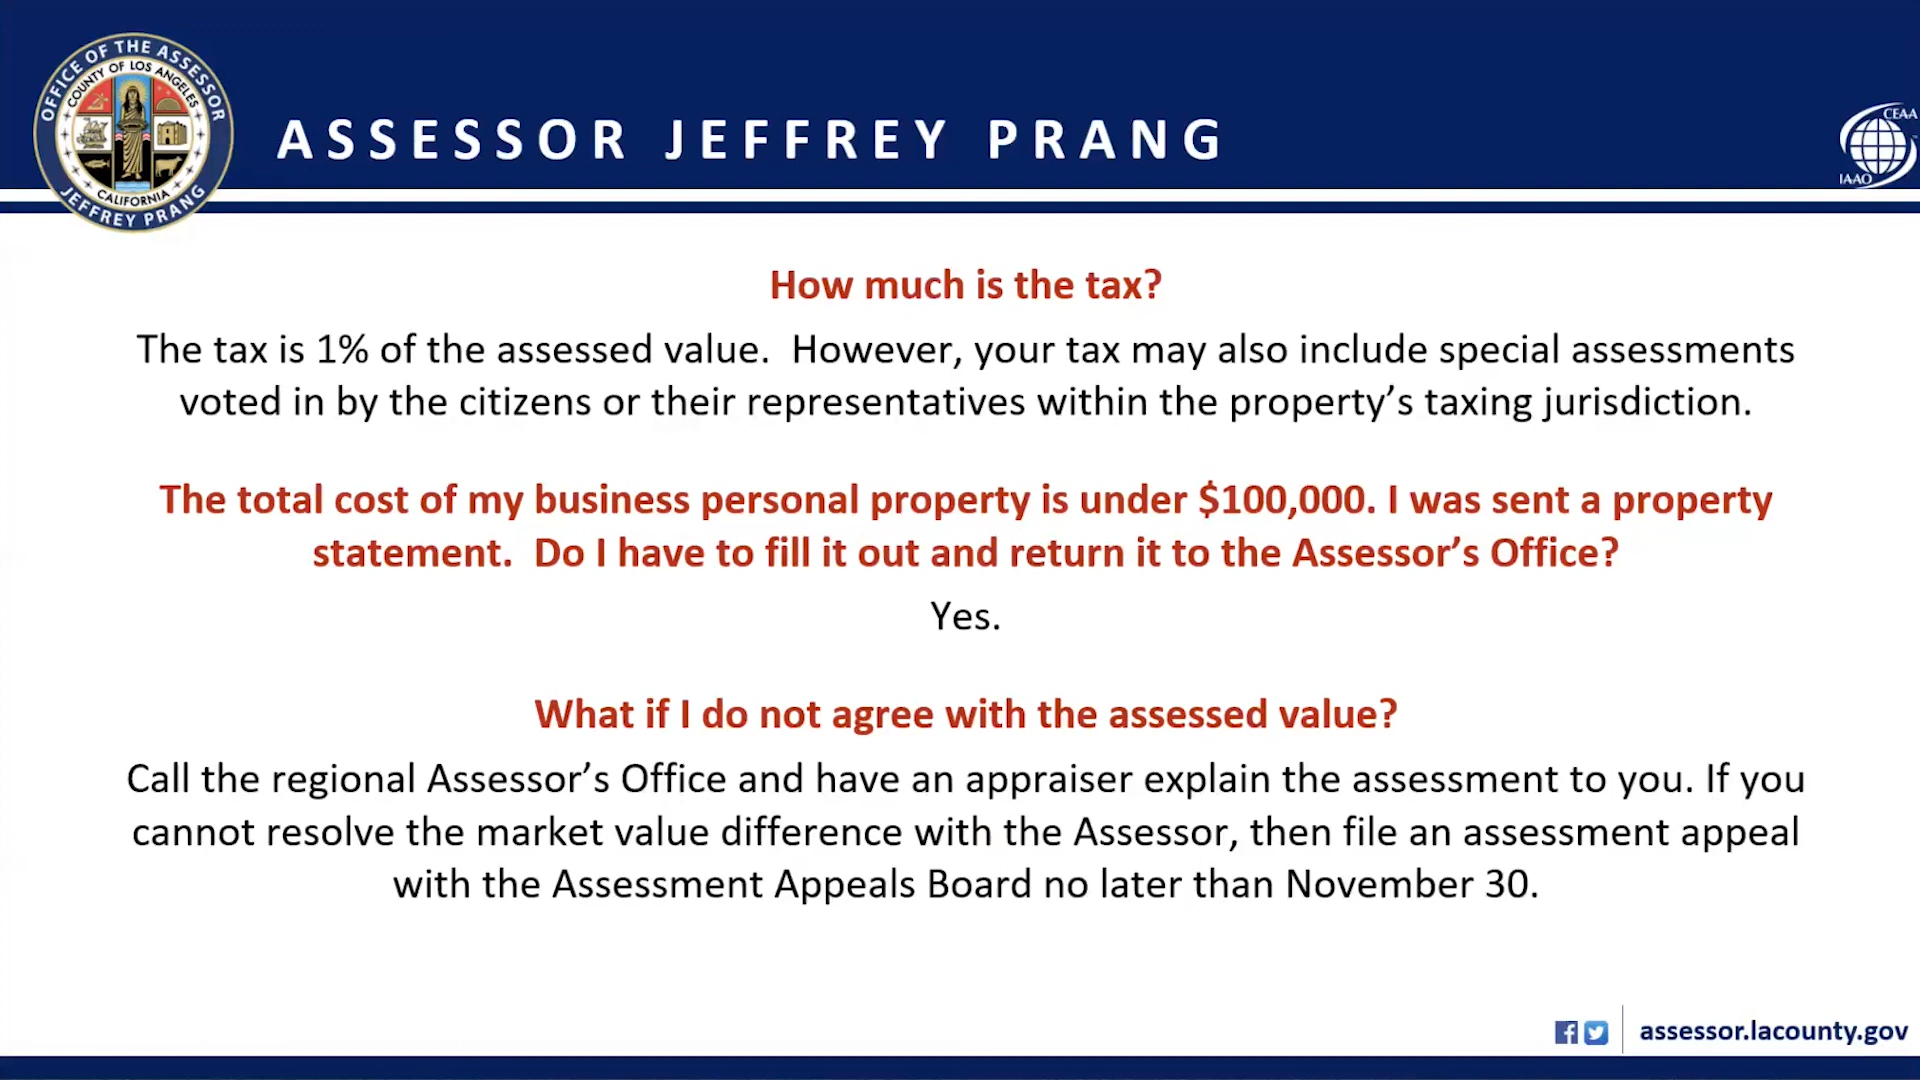 OFFICE OF THE ASSESSOR
COUNTY OF LOS ANGELES
CALIFORNIA
JEFFREY PRANG
ASSESSOR JEFFREY PRANG
CEAA
IAAO
How much is the tax?
The tax is 1% of the assessed value.  However, your tax may also include special assessments
voted in by the citizens or their representatives within the property’s taxing jurisdiction.
The total cost of my business personal property is under $100,000. I was sent a property
statement.  Do I have to fill it out and return it to the Assessor’s Office?
Yes.
What if I do not agree with the assessed value?
Call the regional Assessor’s Office and have an appraiser explain the assessment to you. If you
cannot resolve the market value difference with the Assessor, then file an assessment appeal
with the Assessment Appeals Board no later than November 30.
assessor.lacounty.gov